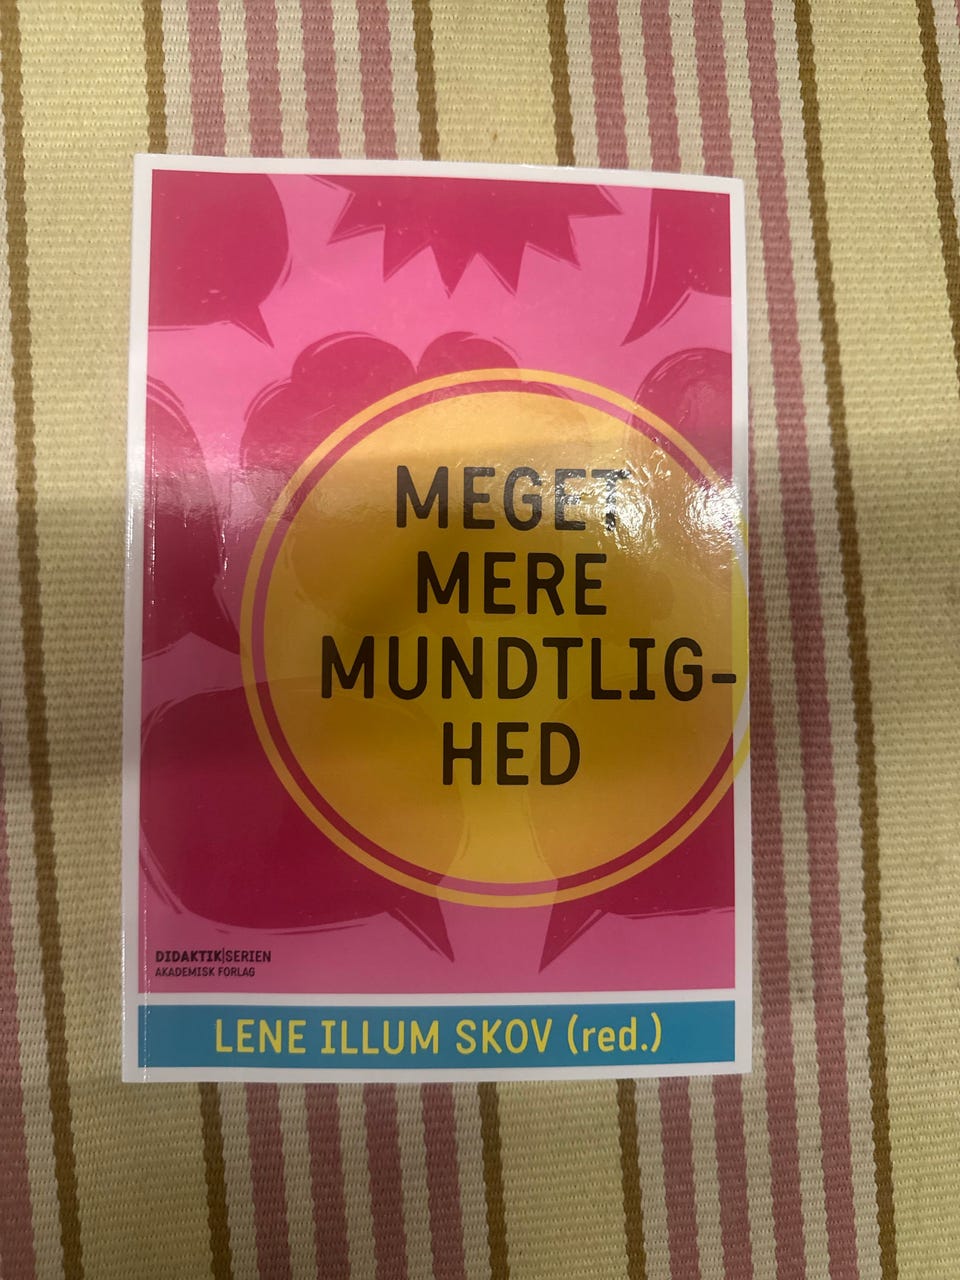 MEGET
MERE
MUNDTLIG-
HED
DIDAKTIK|SERIEN
AKADEMISK FORLAG
LENE ILLUM SKOV (red.)